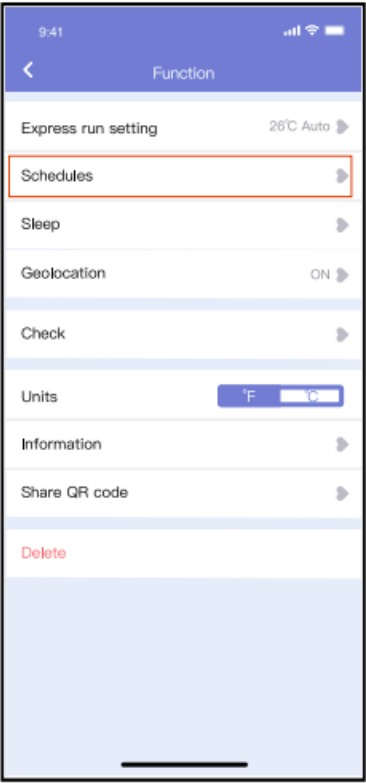 9:41
Function
Express run setting 26°C Auto
Schedules
Sleep
Geolocation ON
Check
Units °F °C
Information
Share QR code
Delete